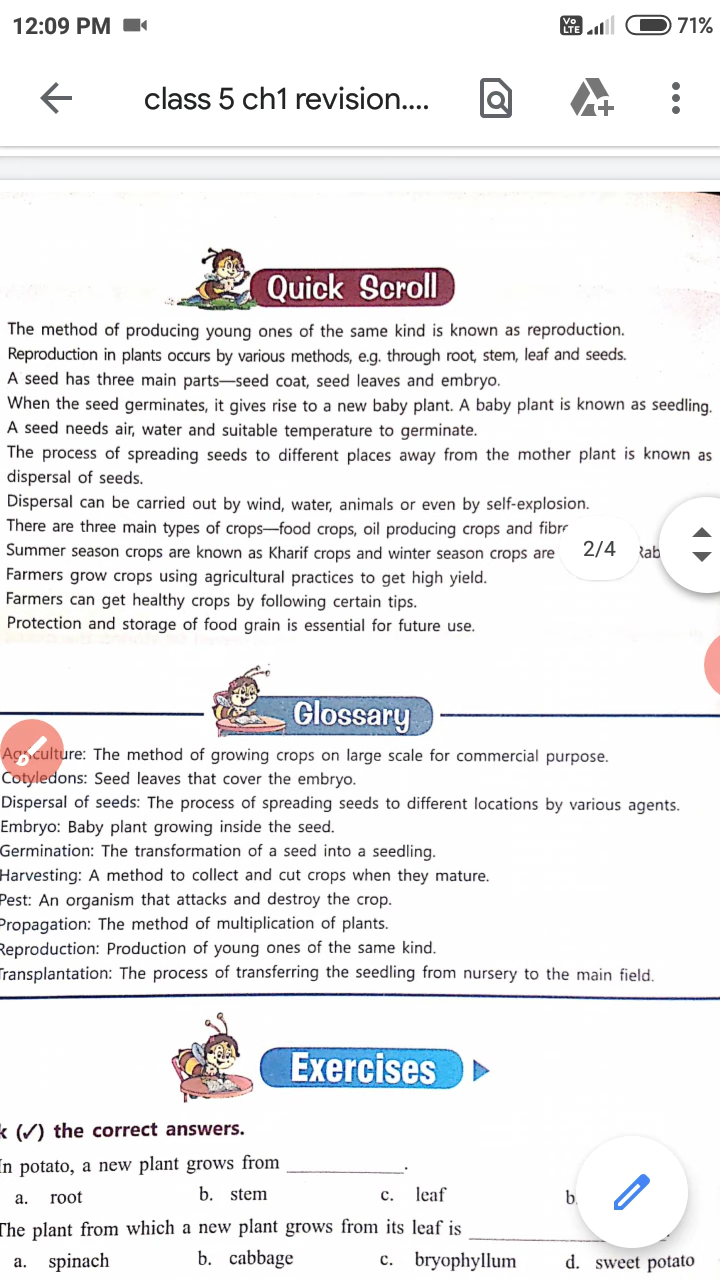 12:09 PM
Vo LTE 71%
class 5 ch1 revision....
Quick Scroll
The method of producing young ones of the same kind is known as reproduction.
Reproduction in plants occurs by various methods, e.g. through root, stem, leaf and seeds.
A seed has three main parts—seed coat, seed leaves and embryo.
When the seed germinates, it gives rise to a new baby plant. A baby plant is known as seedling.
A seed needs air, water and suitable temperature to germinate.
The process of spreading seeds to different places away from the mother plant is known as
dispersal of seeds.
Dispersal can be carried out by wind, water, animals or even by self-explosion.
There are three main types of crops—food crops, oil producing crops and
Summer season crops are known as Kharif crops and winter season crops are
2/4
Farmers grow crops using agricultural practices to get high yield.
Farmers can get healthy crops by following certain tips.
Protection and storage of food grain is essential for future use.
Glossary
Agriculture: The method of growing crops on large scale for commercial purpose.
Cotyledons: Seed leaves that cover the embryo.
Dispersal of seeds: The process of spreading seeds to different locations by various agents.
Embryo: Baby plant growing inside the seed.
Germination: The transformation of a seed into a seedling.
Harvesting: A method to collect and cut crops when they mature.
Pest: An organism that attacks and destroy the crop.
Propagation: The method of multiplication of plants.
Reproduction: Production of young ones of the same kind.
Transplantation: The process of transferring the seedling from nursery to the main field.
Exercises
k (✓) the correct answers.
In potato, a new plant grows from ____________.
a. root b. stem c. leaf b.
The plant from which a new plant grows from its leaf is ____________
a. spinach b. cabbage c. bryophyllum d. sweet potato